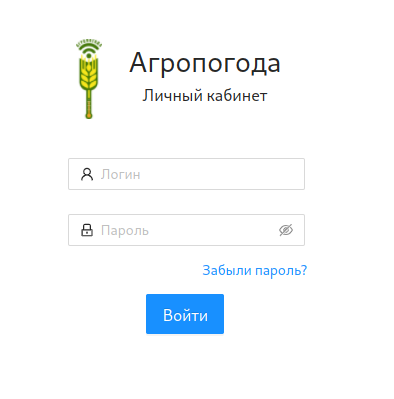 Агропогода
Личный кабинет
Логин
Пароль
Забыли пароль?
Войти